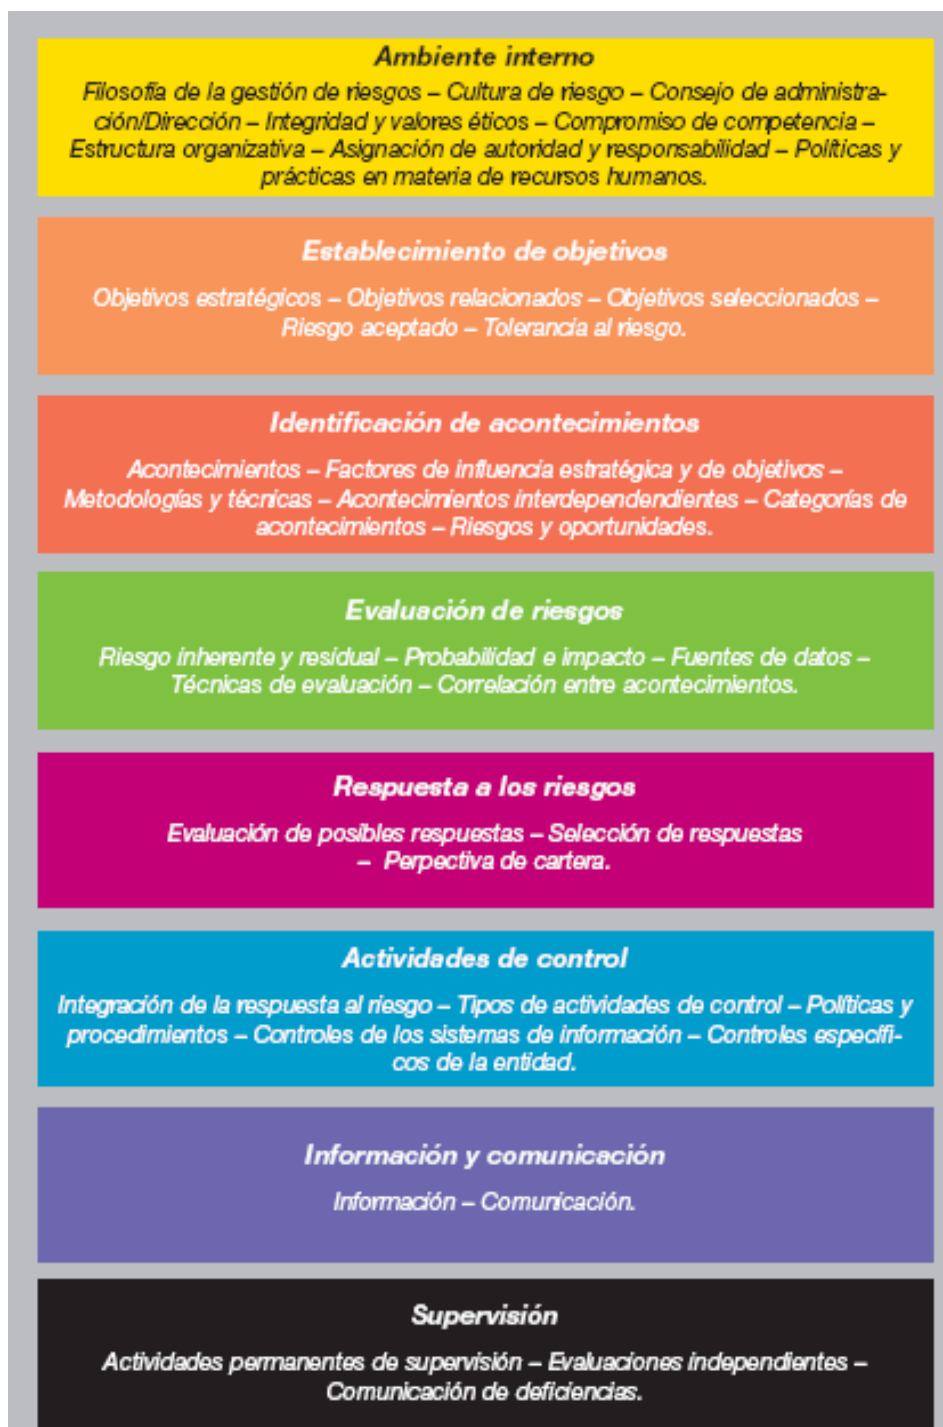 Ambiente interno
Filosofía de la gestión de riesgos – Cultura de riesgo – Consejo de administra-
ción/Dirección – Integridad y valores éticos – Compromiso de competencia –
Estructura organizativa – Asignación de autoridad y responsabilidad – Políticas y
prácticas en materia de recursos humanos.
Establecimiento de objetivos
Objetivos estratégicos – Objetivos relacionados – Objetivos seleccionados –
Riesgo aceptado – Tolerancia al riesgo.
Identificación de acontecimientos
Acontecimientos – Factores de influencia estratégica y de objetivos –
Metodologías y técnicas – Acontecimientos interdependendientes – Categorías de
acontecimientos – Riesgos y oportunidades.
Evaluación de riesgos
Riesgo inherente y residual – Probabilidad e impacto – Fuentes de datos –
Técnicas de evaluación – Correlación entre acontecimientos.
Respuesta a los riesgos
Evaluación de posibles respuestas – Selección de respuestas
– Perpectiva de cartera.
Actividades de control
Integración de la respuesta al riesgo – Tipos de actividades de control – Políticas y
procedimientos – Controles de los sistemas de información – Controles específi-
cos de la entidad.
Información y comunicación
Información – Comunicación.
Supervisión
Actividades permanentes de supervisión – Evaluaciones independientes –
Comunicación de deficiencias.